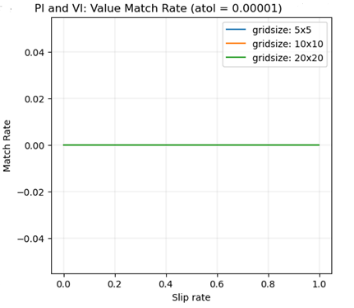 PI and VI: Value Match Rate (atol = 0.00001)
gridsize: 5x5
gridsize: 10x10
gridsize: 20x20
Match Rate
0.04
0.02
0.00
−0.02
−0.04
0.0 0.2 0.4 0.6 0.8 1.0
Slip rate